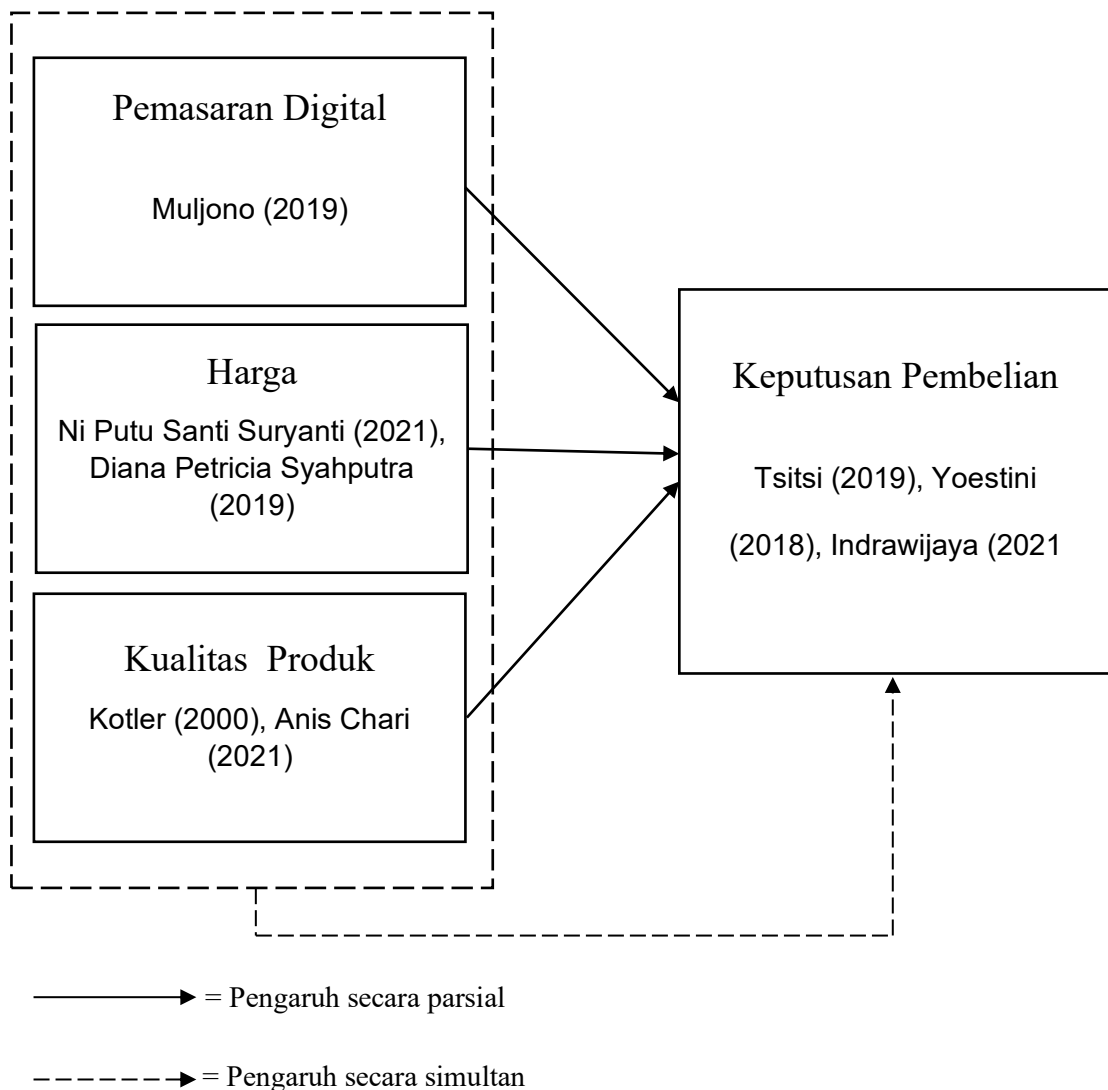 Pemasaran Digital
Muljono (2019)
Harga
Ni Putu Santi Suryanti (2021),
Diana Petricia Syahputra
(2019)
Kualitas  Produk
Kotler (2000), Anis Chari
(2021)
Keputusan Pembelian
Tsitsi (2019), Yoestini
(2018), Indrawijaya (2021
= Pengaruh secara parsial
= Pengaruh secara simultan